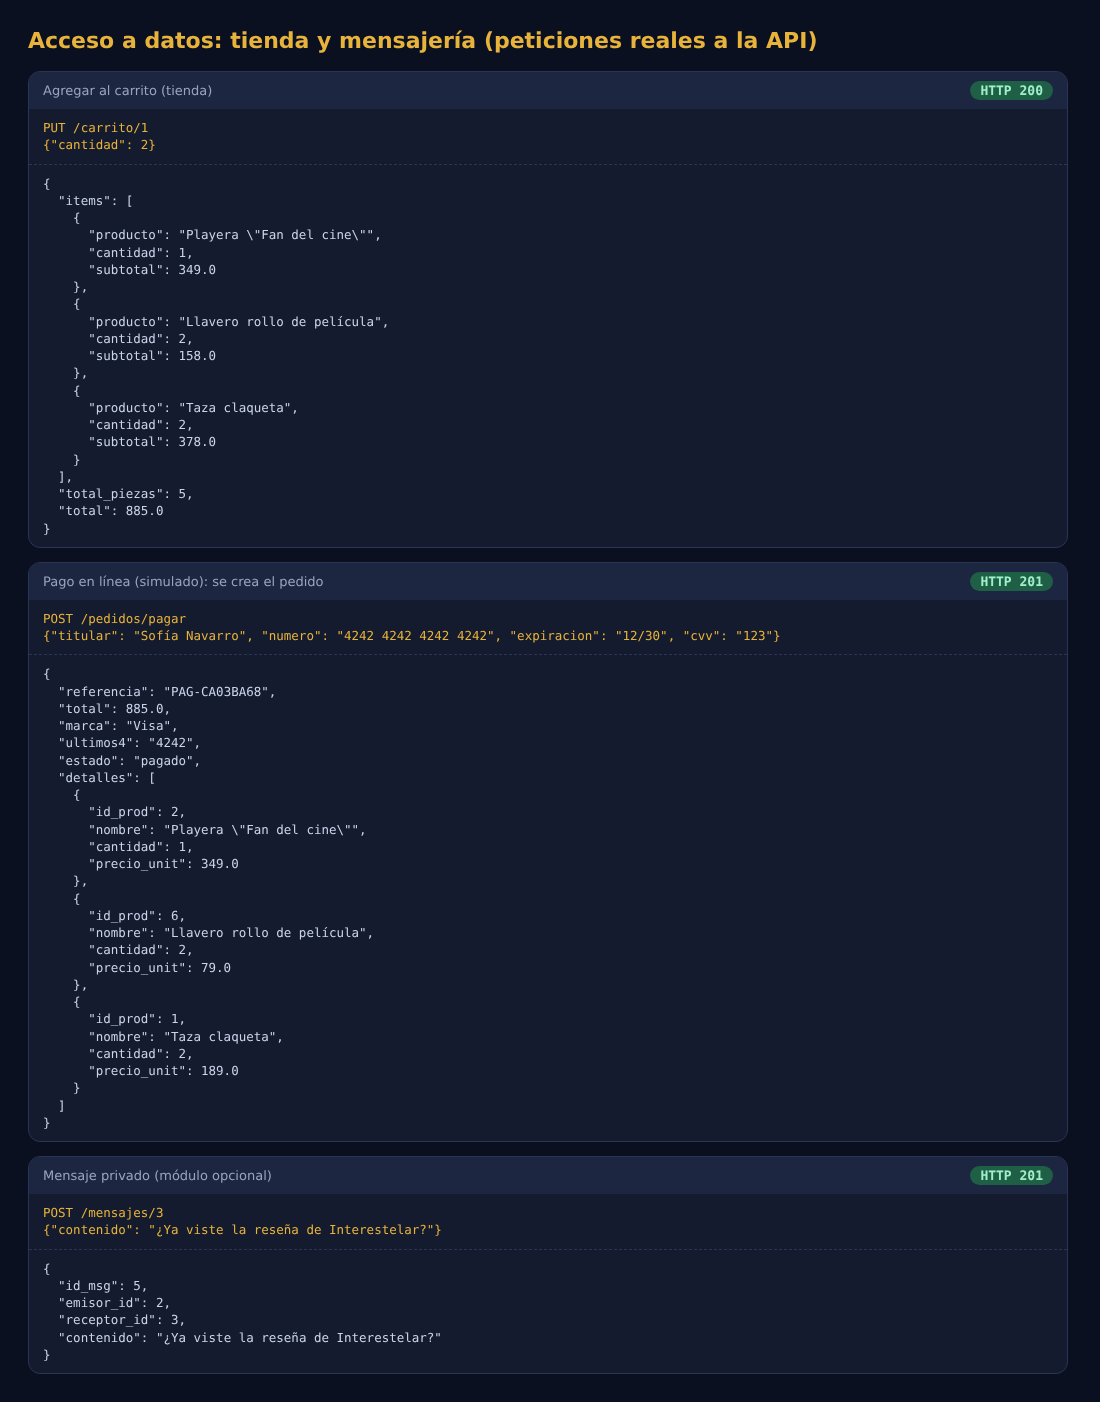 Acceso a datos: tienda y mensajería (peticiones reales a la API)
Agregar al carrito (tienda)
HTTP 200
PUT /carrito/1
{"cantidad": 2}
{
  "items": [
    {
      "producto": "Playera \"Fan del cine\"",
      "cantidad": 1,
      "subtotal": 349.0
    },
    {
      "producto": "Llavero rollo de película",
      "cantidad": 2,
      "subtotal": 158.0
    },
    {
      "producto": "Taza claqueta",
      "cantidad": 2,
      "subtotal": 378.0
    }
  ],
  "total_piezas": 5,
  "total": 885.0
}
Pago en línea (simulado): se crea el pedido
HTTP 201
POST /pedidos/pagar
{"titular": "Sofía Navarro", "numero": "4242 4242 4242 4242", "expiracion": "12/30", "cvv": "123"}
{
  "referencia": "PAG-CA03BA68",
  "total": 885.0,
  "marca": "Visa",
  "ultimos4": "4242",
  "estado": "pagado",
  "detalles": [
    {
      "id_prod": 2,
      "nombre": "Playera \"Fan del cine\"",
      "cantidad": 1,
      "precio_unit": 349.0
    },
    {
      "id_prod": 6,
      "nombre": "Llavero rollo de película",
      "cantidad": 2,
      "precio_unit": 79.0
    },
    {
      "id_prod": 1,
      "nombre": "Taza claqueta",
      "cantidad": 2,
      "precio_unit": 189.0
    }
  ]
}
Mensaje privado (módulo opcional)
HTTP 201
POST /mensajes/3
{"contenido": "¿Ya viste la reseña de Interestelar?"}
{
  "id_msg": 5,
  "emisor_id": 2,
  "receptor_id": 3,
  "contenido": "¿Ya viste la reseña de Interestelar?"
}